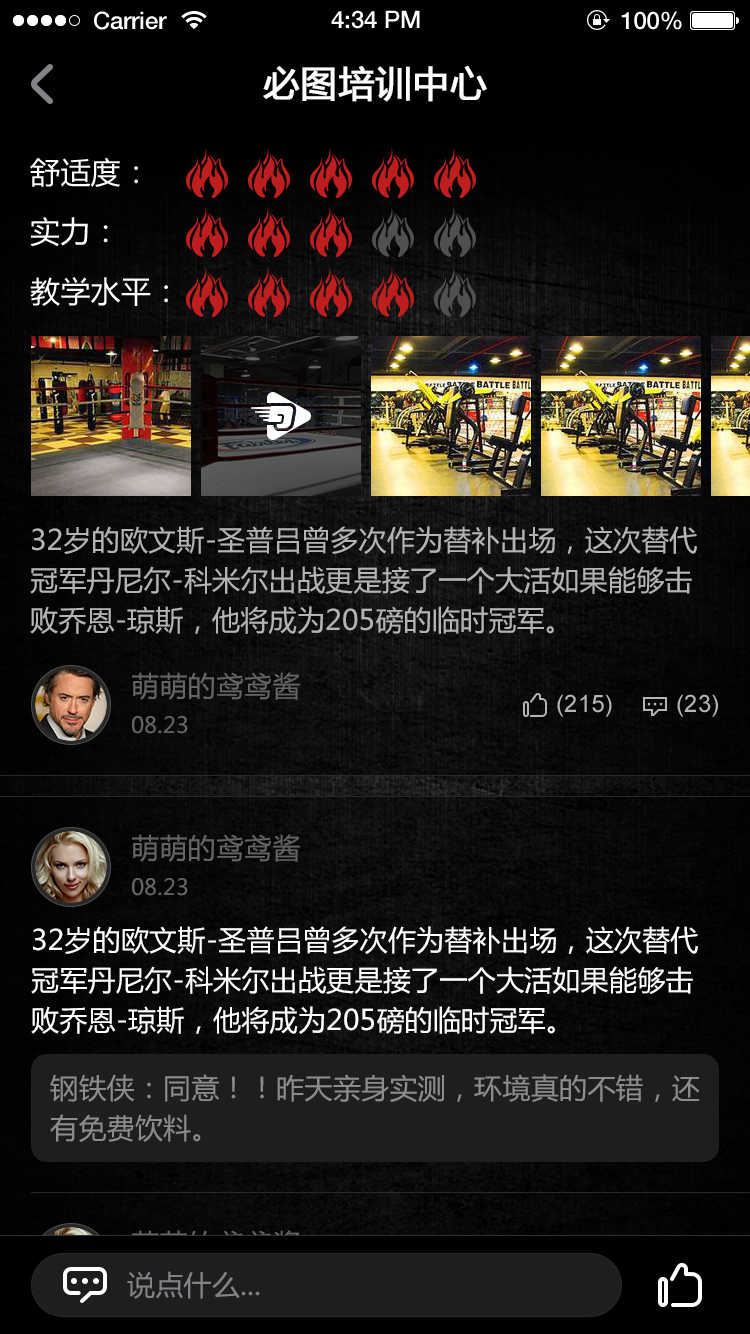 Carrier 4:34 PM 100%
必图培训中心
舒适度：
实力：
教学水平：
BATTLE BATTLE BATTL
BATTLE BATTLE BATTL
32岁的欧文斯-圣普吕曾多次作为替补出场，这次替代
冠军丹尼尔-科米尔出战更是接了一个大活如果能够击
败乔恩-琼斯，他将成为205磅的临时冠军。
萌萌的鸢鸢酱
08.23
(215) (23)
萌萌的鸢鸢酱
08.23
32岁的欧文斯-圣普吕曾多次作为替补出场，这次替代
冠军丹尼尔-科米尔出战更是接了一个大活如果能够击
败乔恩-琼斯，他将成为205磅的临时冠军。
钢铁侠：同意！！昨天亲身实测，环境真的不错，还
有免费饮料。
说点什么...